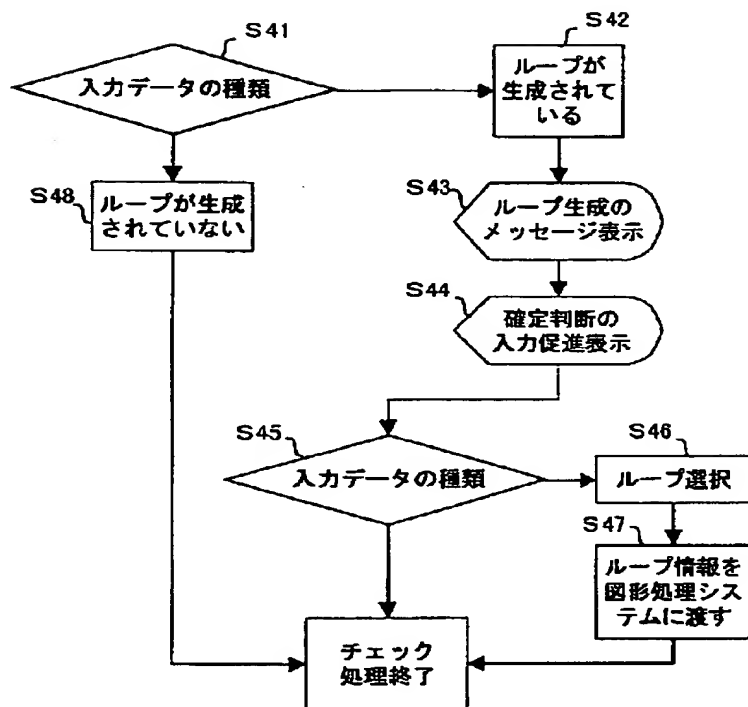 S41
入力データの種類
S42
ループが
生成されて
いる
S43
ループ生成の
メッセージ表示
S48
ループが生成
されていない
S44
確定判断の
入力促進表示
S45
入力データの種類
S46
ループ選択
S47
ループ情報を
図形処理シス
テムに渡す
チェック
処理終了